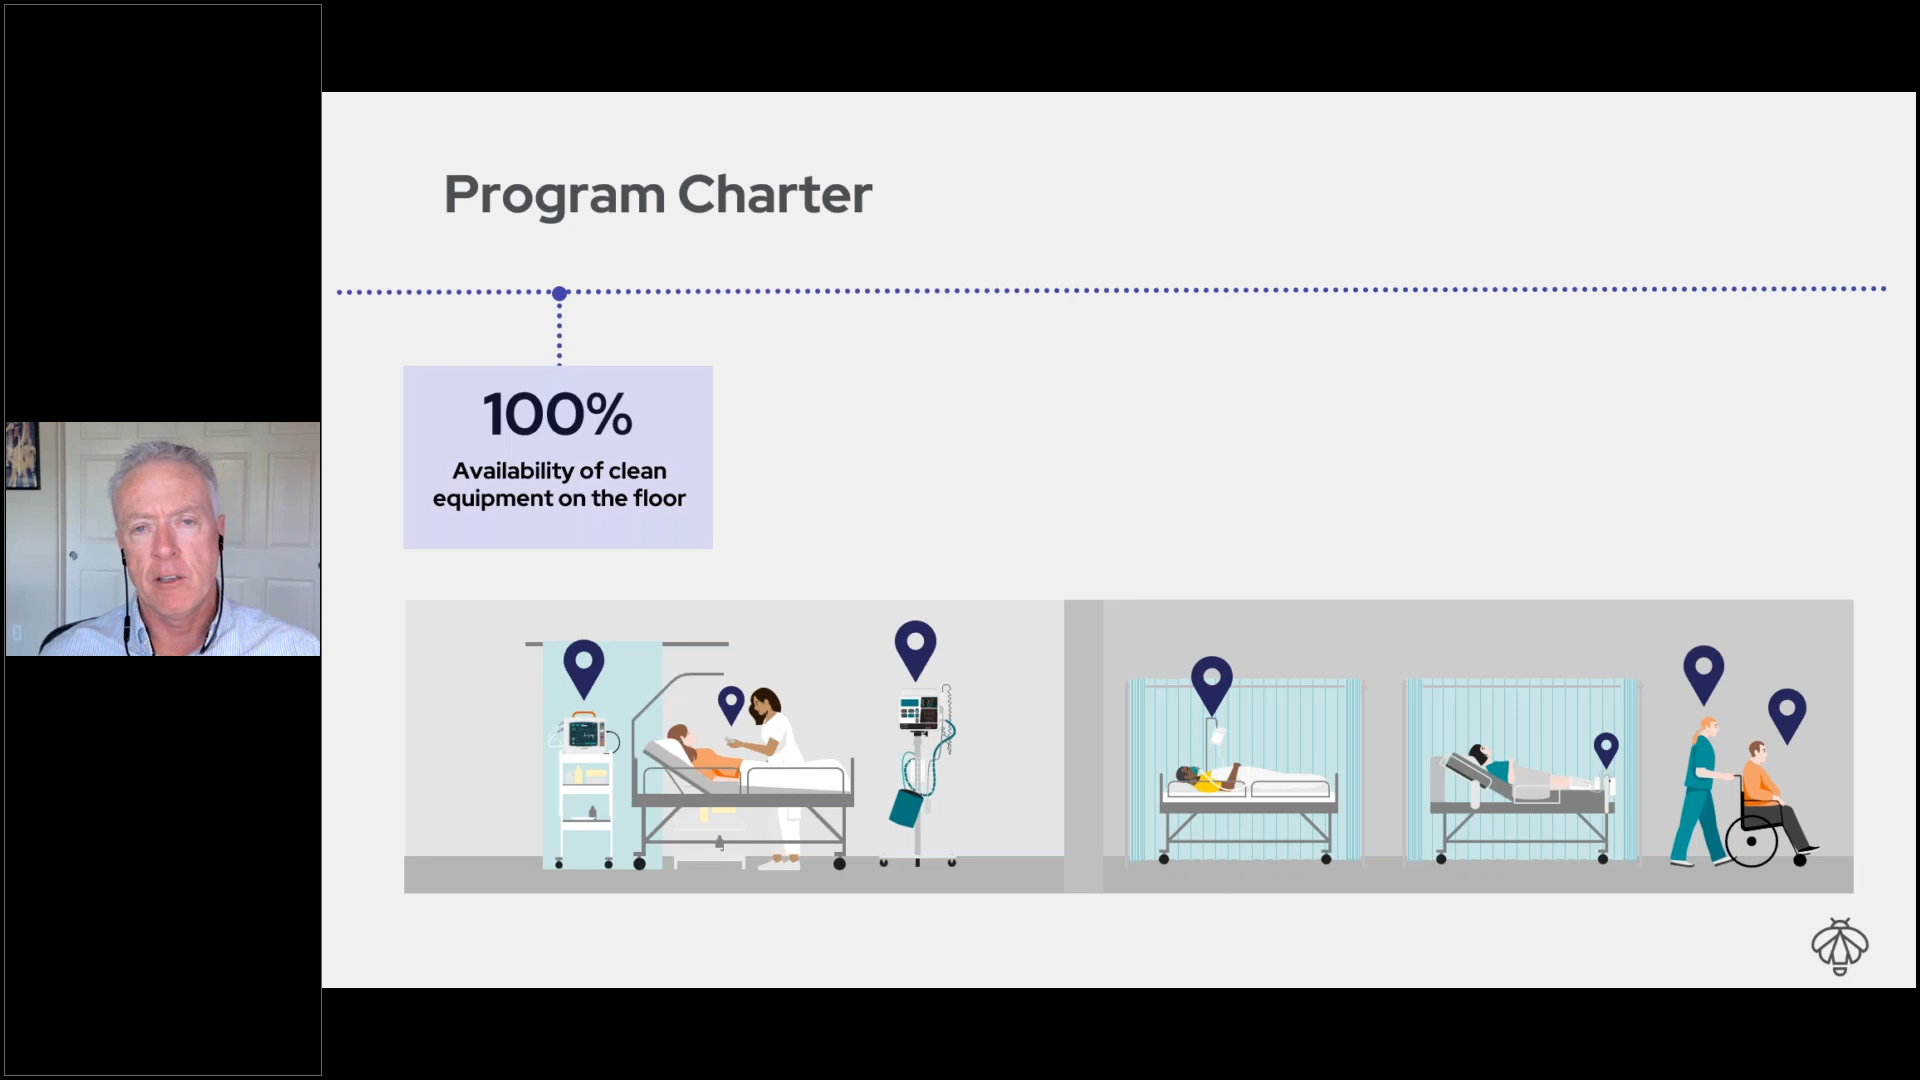 Program Charter
100%
Availability of clean
equipment on the floor